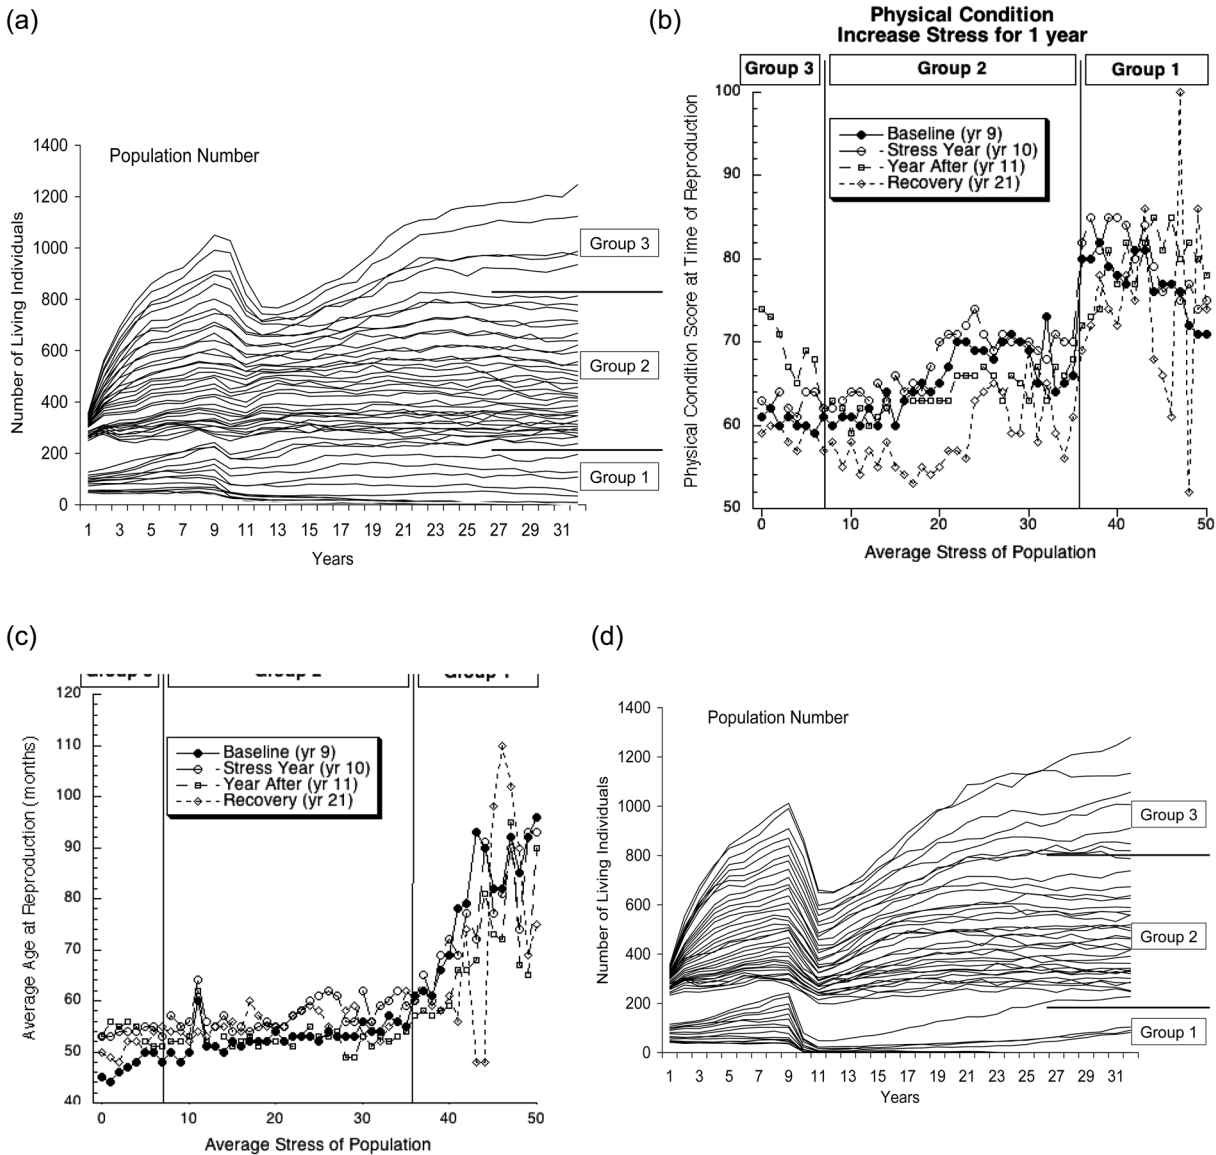 (a)
Population Number
Number of Living Individuals
1400
1200
1000
800
600
400
200
0
Group 3
Group 2
Group 1
1 3 5 7 9 11 13 15 17 19 21 23 25 27 29 31
Years
(b)
Physical Condition
Increase Stress for 1 year
Group 3 Group 2 Group 1
Physical Condition Score at Time of Reproduction
100
90
80
70
60
50
Baseline (yr 9)
Stress Year (yr 10)
Year After (yr 11)
Recovery (yr 21)
0 10 20 30 40 50
Average Stress of Population
(c)
Average Age at Reproduction (months)
120
110
100
90
80
70
60
50
40
Baseline (yr 9)
Stress Year (yr 10)
Year After (yr 11)
Recovery (yr 21)
0 10 20 30 40 50
Average Stress of Population
(d)
Population Number
Number of Living Individuals
1400
1200
1000
800
600
400
200
0
Group 3
Group 2
Group 1
1 3 5 7 9 11 13 15 17 19 21 23 25 27 29 31
Years